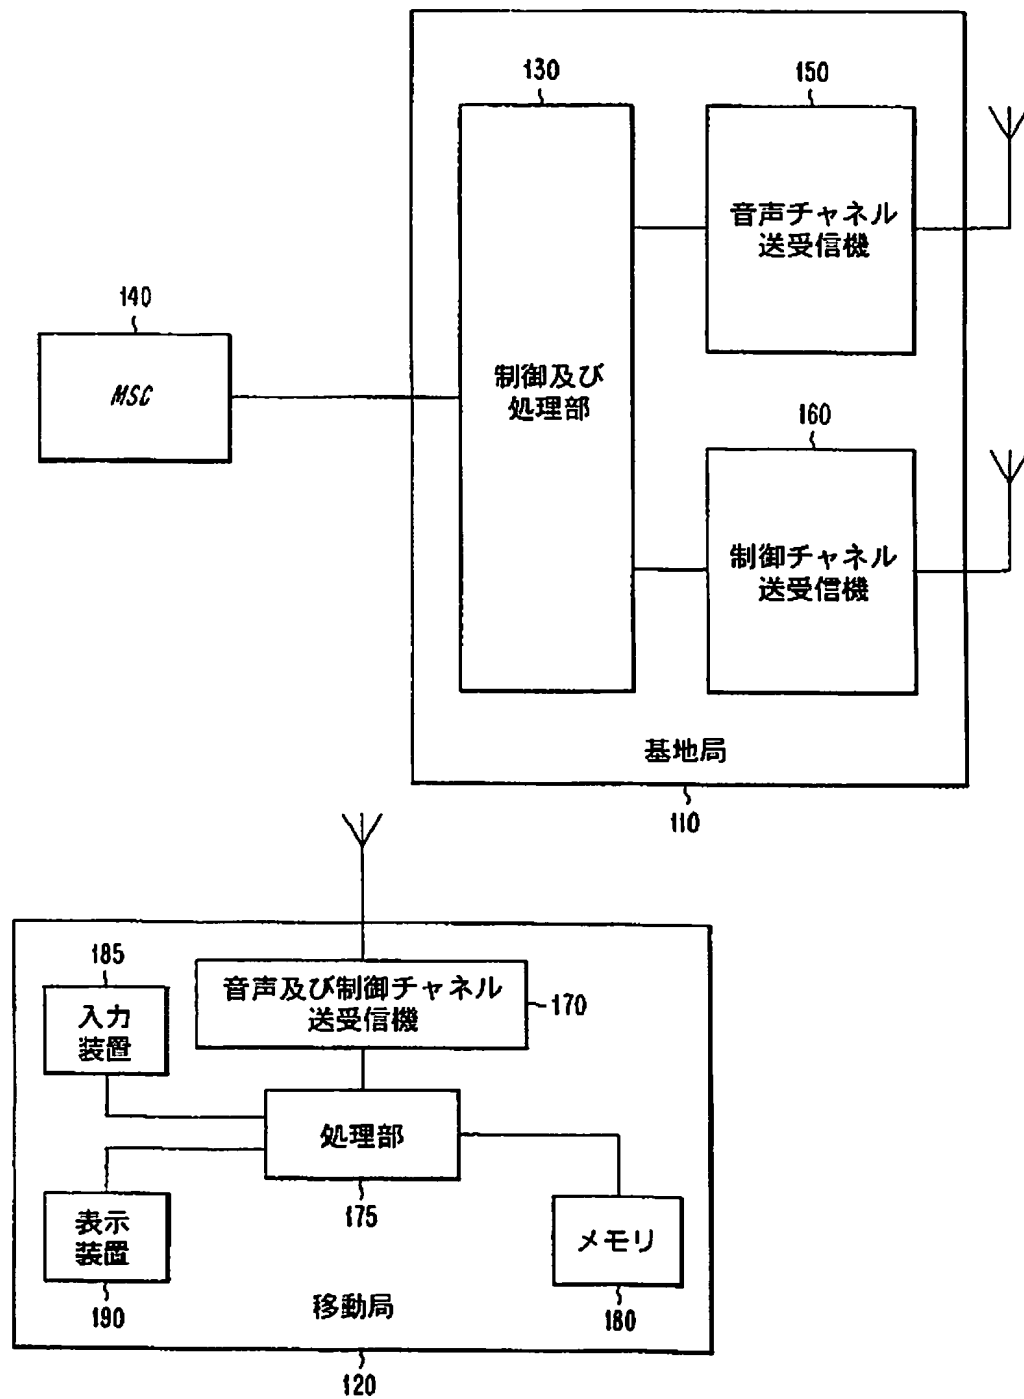 130
150
音声チャネル
送受信機
140
MSC
制御及び
処理部
160
制御チャネル
送受信機
基地局
110
185
入力
装置
音声及び制御チャネル
送受信機
170
処理部
175
表示
装置
190
メモリ
180
移動局
120